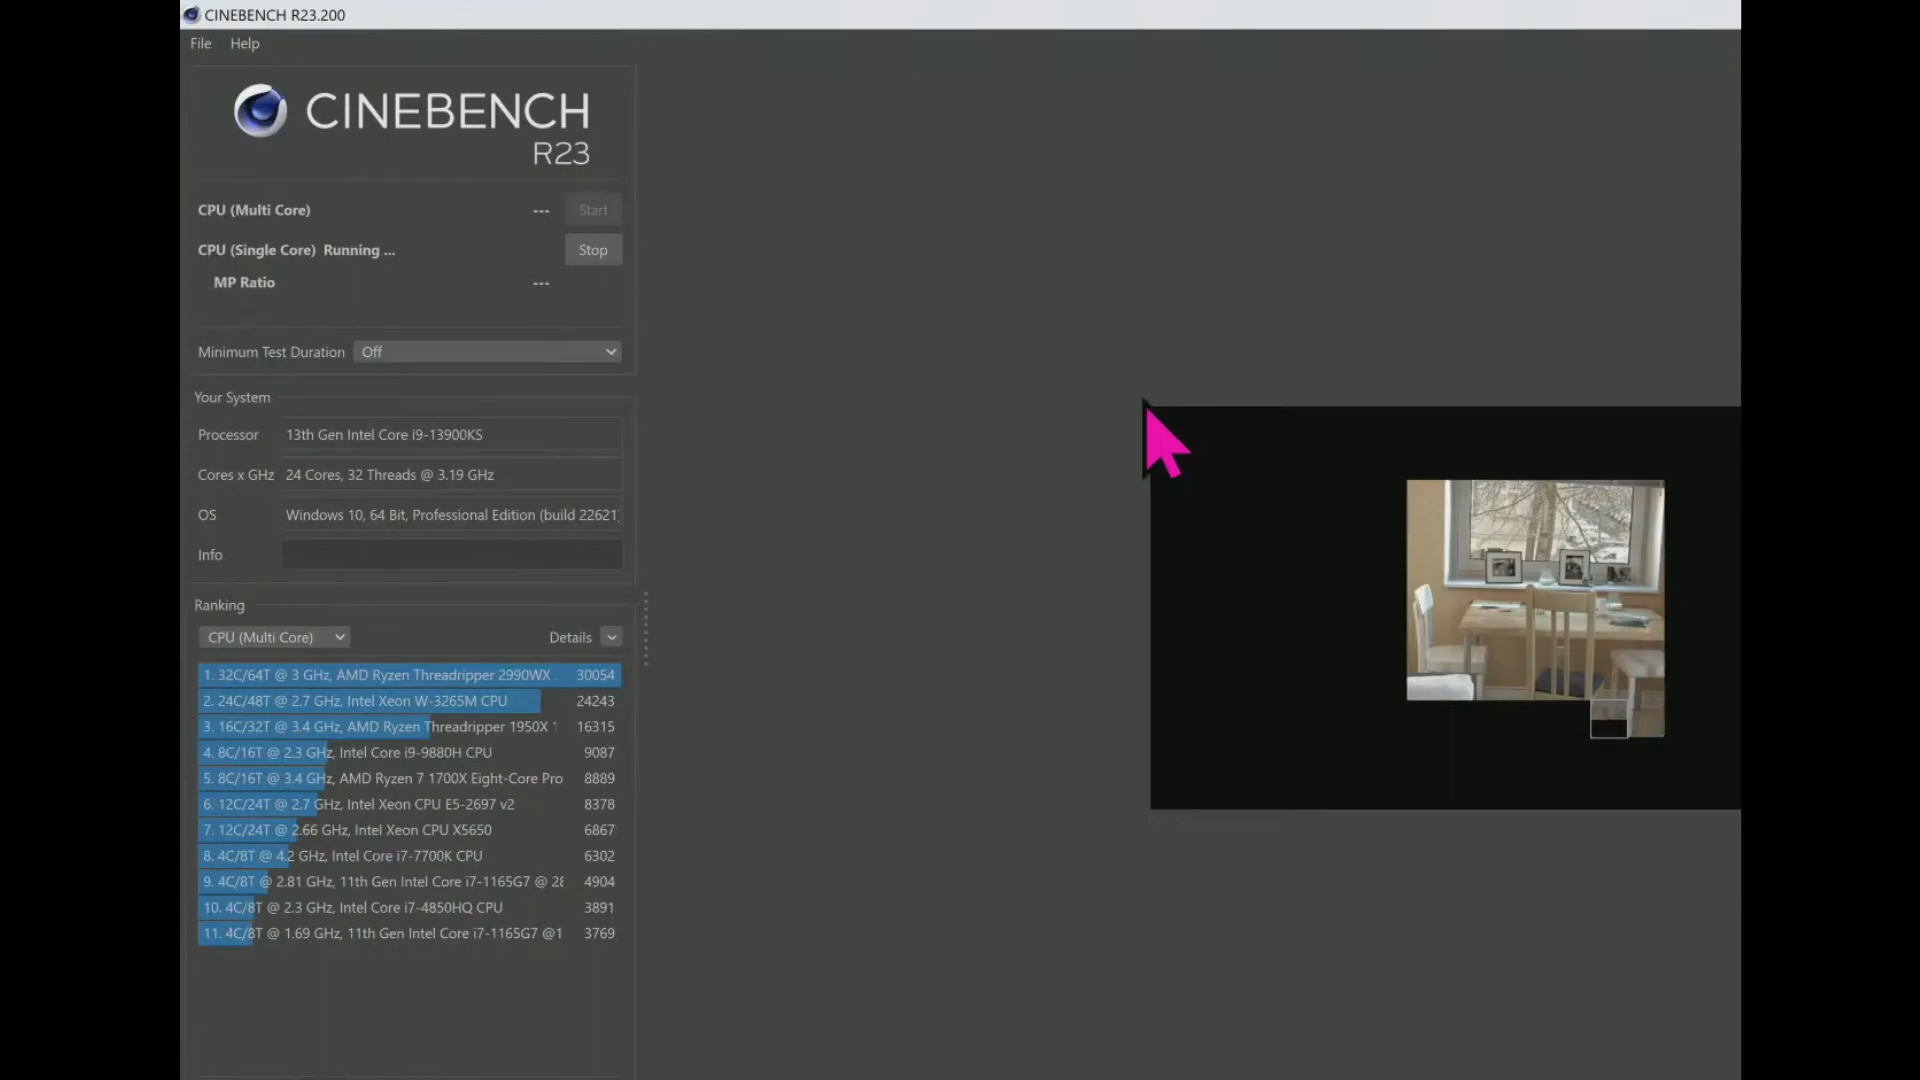 CINEBENCH R23.200
File Help
CINEBENCH
R23
CPU (Multi Core) --- Start
CPU (Single Core) Running ... Stop
MP Ratio ---
Minimum Test Duration Off
Your System
Processor 13th Gen Intel Core i9-13900KS
Cores x GHz 24 Cores, 32 Threads @ 3.19 GHz
OS Windows 10, 64 Bit, Professional Edition (build 22621)
Info
Ranking
CPU (Multi Core) Details
1. 32C/64T @ 3 GHz, AMD Ryzen Threadripper 2990WX 30054
2. 24C/48T @ 2.7 GHz, Intel Xeon W-3265M CPU 24243
3. 16C/32T @ 3.4 GHz, AMD Ryzen Threadripper 1950X 1 16315
4. 8C/16T @ 2.3 GHz, Intel Core i9-9880H CPU 9087
5. 8C/16T @ 3.4 GHz, AMD Ryzen 7 1700X Eight-Core Pro 8889
6. 12C/24T @ 2.7 GHz, Intel Xeon CPU E5-2697 v2 8378
7. 12C/24T @ 2.66 GHz, Intel Xeon CPU X5650 6867
8. 4C/8T @ 4.2 GHz, Intel Core i7-7700K CPU 6302
9. 4C/8T @ 2.81 GHz, 11th Gen Intel Core i7-1165G7 @ 28 4904
10. 4C/8T @ 2.3 GHz, Intel Core i7-4850HQ CPU 3891
11. 4C/8T @ 1.69 GHz, 11th Gen Intel Core i7-1165G7 @1 3769